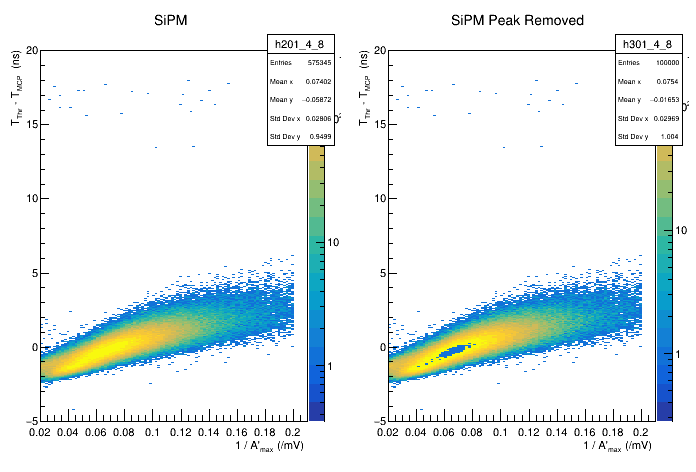 SiPM
T_Thr - T_MCP (ns)
h201_4_8
Entries 575345
Mean x 0.07402
Mean y −0.05872
Std Dev x 0.02806
Std Dev y 0.9499
20
15
10
5
0
−5
0.02 0.04 0.06 0.08 0.1 0.12 0.14 0.16 0.18 0.2
1 / A'_max (/mV)
10
1
SiPM Peak Removed
T_Thr - T_MCP (ns)
h301_4_8
Entries 100000
Mean x 0.0754
Mean y −0.01653
Std Dev x 0.02969
Std Dev y 1.004
20
15
10
5
0
−5
0.02 0.04 0.06 0.08 0.1 0.12 0.14 0.16 0.18 0.2
1 / A'_max (/mV)
10
1